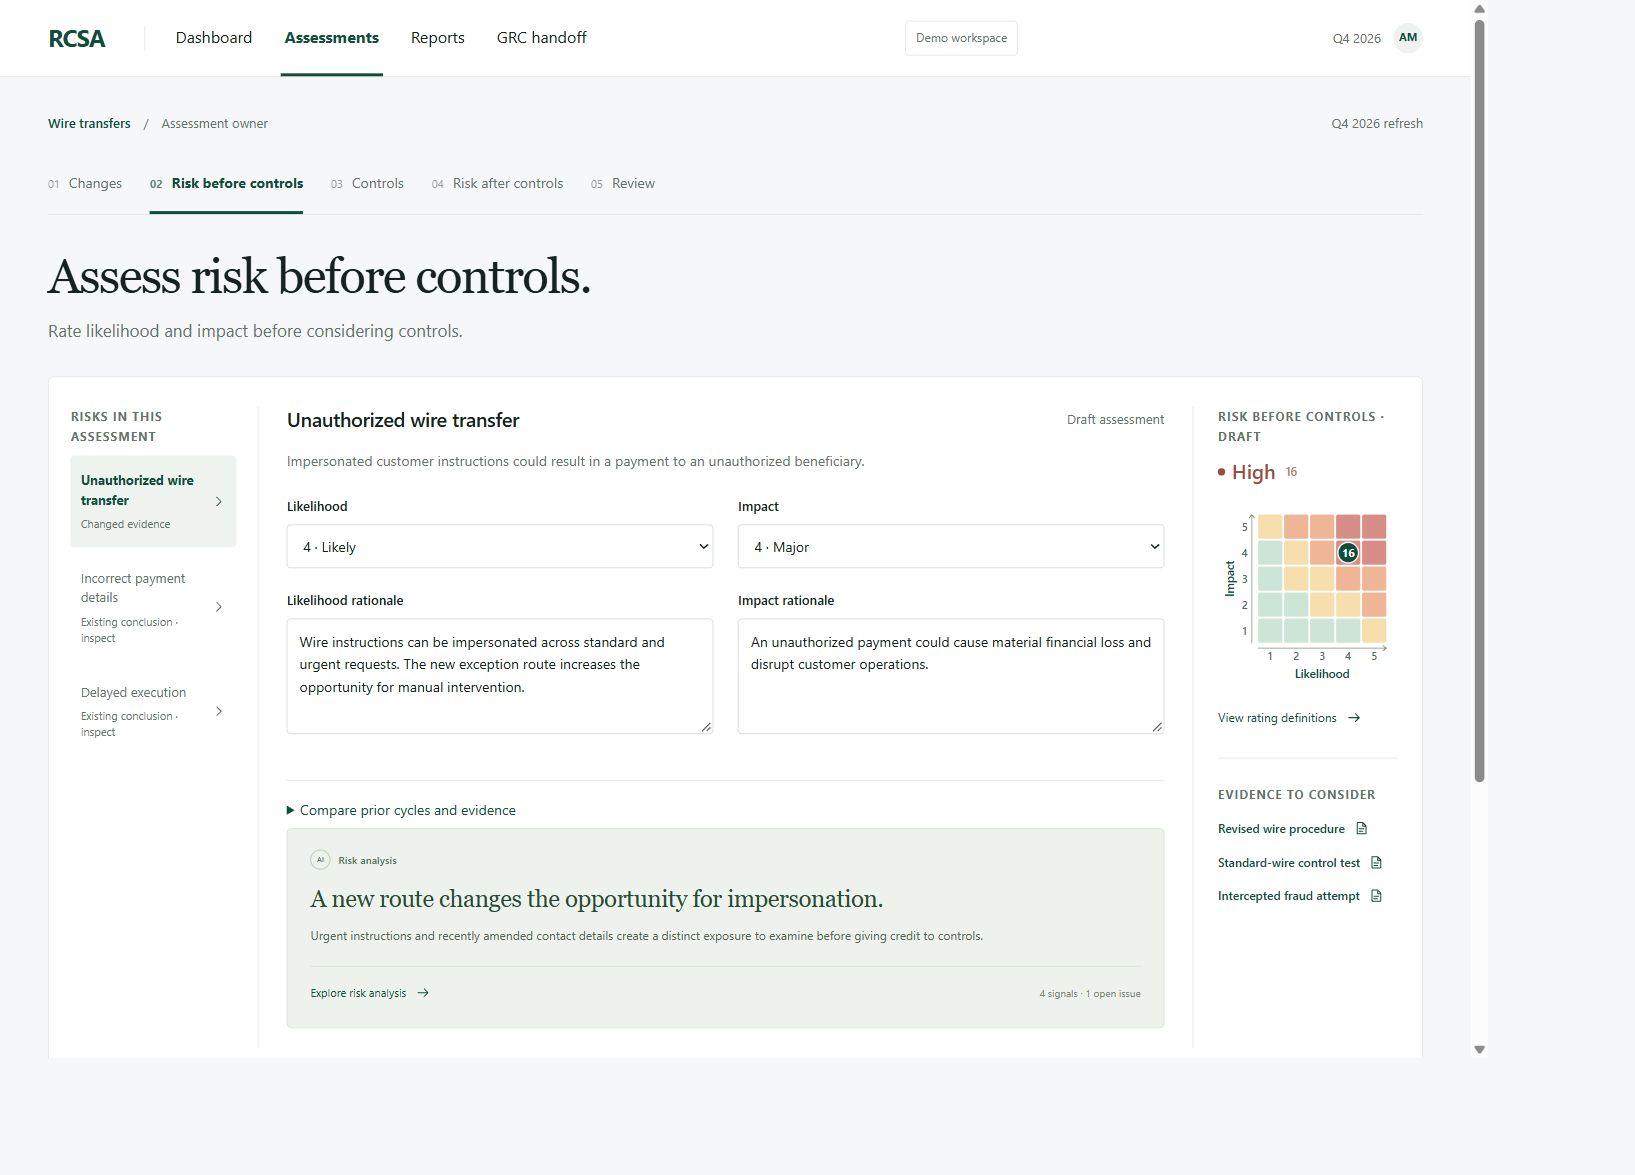 RCSA
Dashboard
Assessments
Reports
GRC handoff
Demo workspace
Q4 2026
AM
Wire transfers / Assessment owner
Q4 2026 refresh
01 Changes
02 Risk before controls
03 Controls
04 Risk after controls
05 Review
Assess risk before controls.
Rate likelihood and impact before considering controls.
RISKS IN THIS
ASSESSMENT
Unauthorized wire
transfer
Changed evidence
Incorrect payment
details
Existing conclusion ·
inspect
Delayed execution
Existing conclusion ·
inspect
Unauthorized wire transfer
Draft assessment
Impersonated customer instructions could result in a payment to an unauthorized beneficiary.
Likelihood
4 · Likely
Impact
4 · Major
Likelihood rationale
Wire instructions can be impersonated across standard and
urgent requests. The new exception route increases the
opportunity for manual intervention.
Impact rationale
An unauthorized payment could cause material financial loss and
disrupt customer operations.
Compare prior cycles and evidence
AI Risk analysis
A new route changes the opportunity for impersonation.
Urgent instructions and recently amended contact details create a distinct exposure to examine before giving credit to controls.
Explore risk analysis
4 signals · 1 open issue
RISK BEFORE CONTROLS ·
DRAFT
High 16
Impact
5
4
3
2
1
16
1 2 3 4 5
Likelihood
View rating definitions
EVIDENCE TO CONSIDER
Revised wire procedure
Standard-wire control test
Intercepted fraud attempt